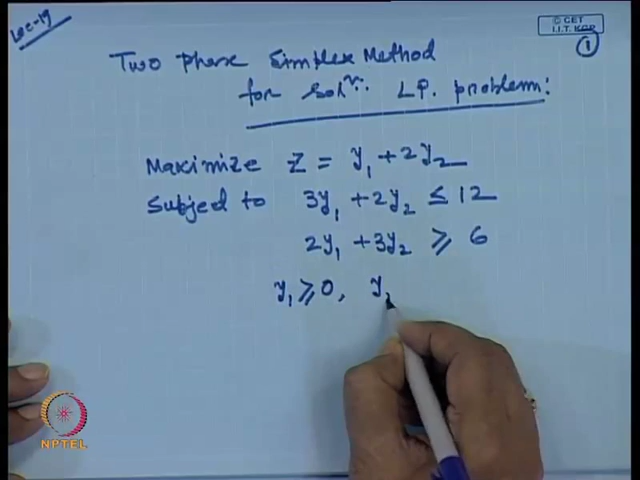 Lec-19
© CET
I.I.T. KGP
1
Two phase Simplex Method
for Solⁿ. L.P. problem:
Maximize Z = y₁ + 2y₂
Subject to 3y₁ + 2y₂ ≤ 12
2y₁ + 3y₂ ≥ 6
y₁ ≥ 0, y
NPTEL